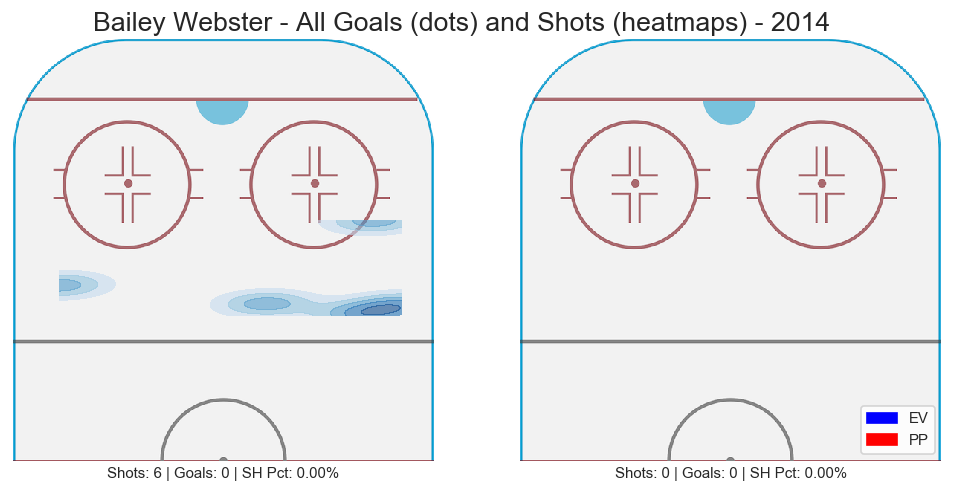 Bailey Webster - All Goals (dots) and Shots (heatmaps) - 2014
EV
PP
Shots: 6 | Goals: 0 | SH Pct: 0.00%
Shots: 0 | Goals: 0 | SH Pct: 0.00%